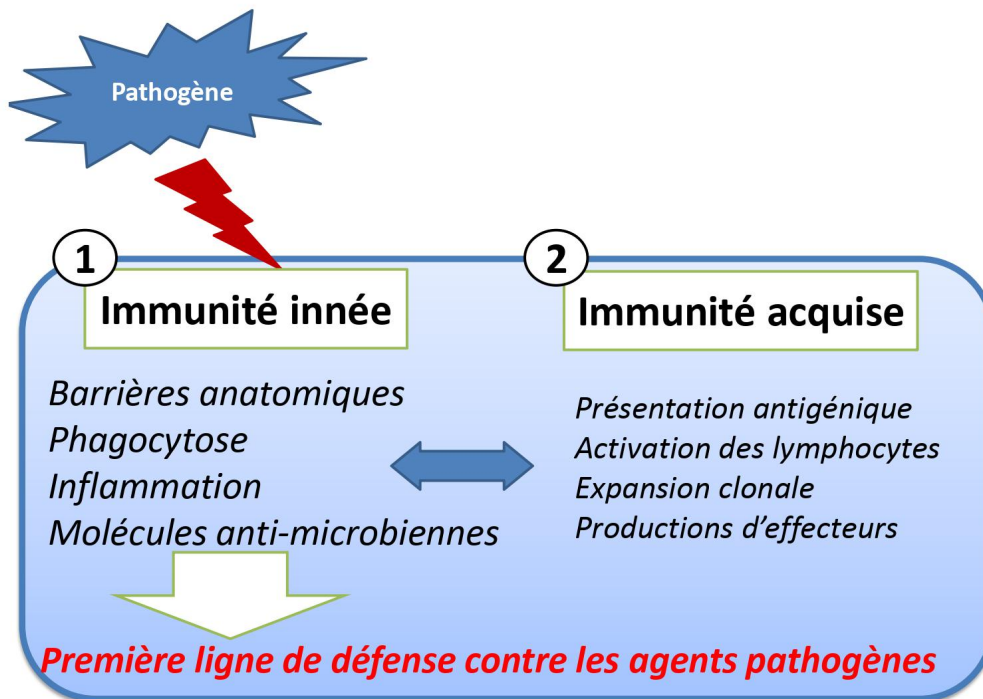 Pathogène
1
Immunité innée
Barrières anatomiques
Phagocytose
Inflammation
Molécules anti-microbiennes
2
Immunité acquise
Présentation antigénique
Activation des lymphocytes
Expansion clonale
Productions d'effecteurs
Première ligne de défense contre les agents pathogènes